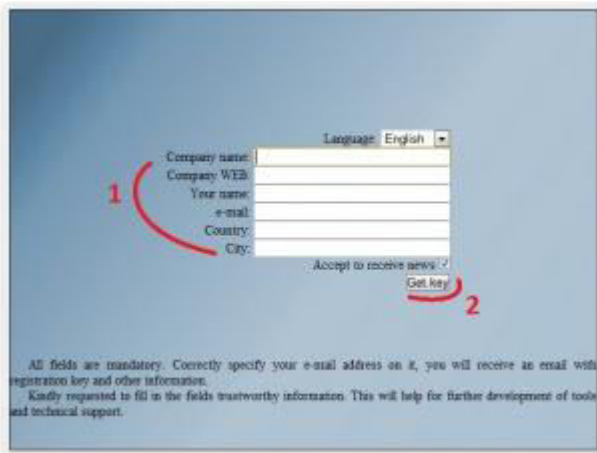 Language: English
Company name:
Company WEB:
Your name:
e-mail:
Country:
City:
1
Accept to receive news
Get key
2
All fields are mandatory. Correctly specify your e-mail address on it, you will receive an email with
registration key and other information.
Kindly requested to fill in the fields trustworthy information. This will help for further development of tools
and technical support.